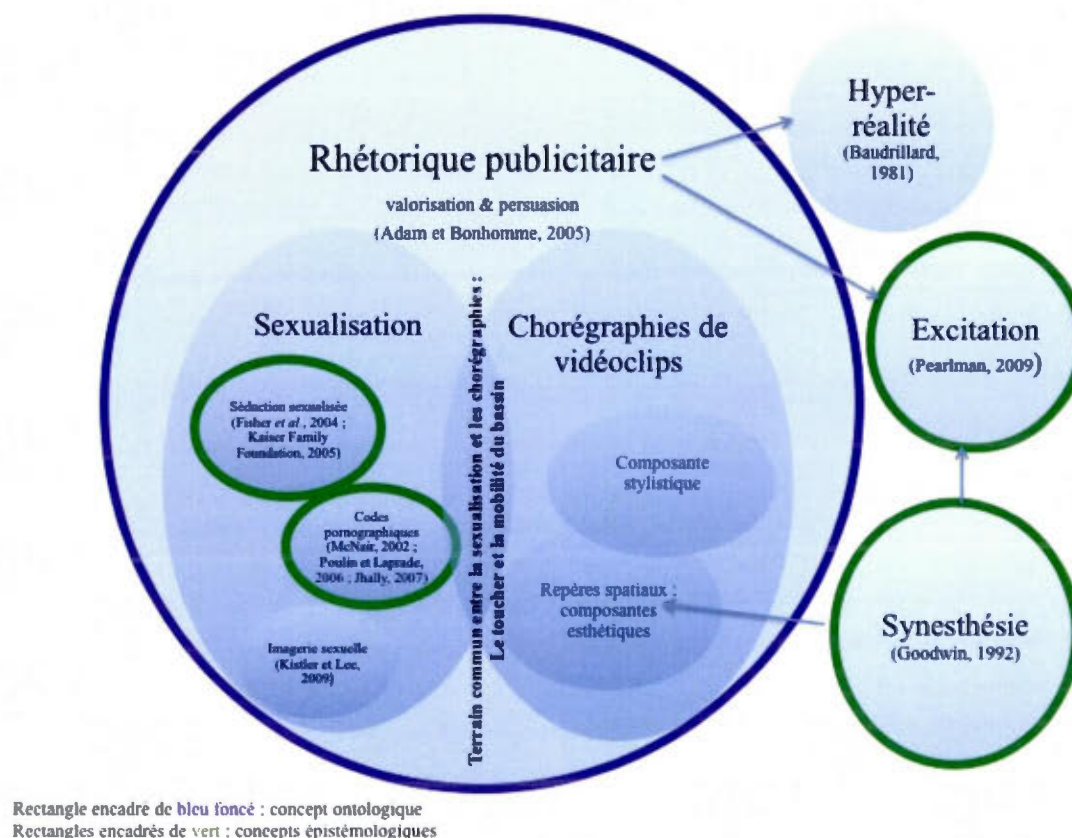 Rhétorique publicitaire
valorisation & persuasion
(Adam et Bonhomme, 2005)
Hyper-
réalité
(Baudrillard,
1981)
Excitation
(Pearlman, 2009)
Synesthésie
(Goodwin, 1992)
Sexualisation
Séduction sexualisée
(Fisher et al., 2004 ;
Kaiser Family
Foundation, 2005)
Codes
pornographiques
(McNair, 2002 ;
Poulin et Laprade,
2006 ; Jhally, 2007)
Imagerie sexuelle
(Kistler et Lee,
2009)
Terrain commun entre la sexualisation et les chorégraphies :
Le toucher et la mobilité du bassin
Chorégraphies de
vidéoclips
Composante
stylistique
Repères spatiaux :
composantes
esthétiques
Rectangle encadre de bleu foncé : concept ontologique
Rectangles encadrés de vert : concepts épistémologiques